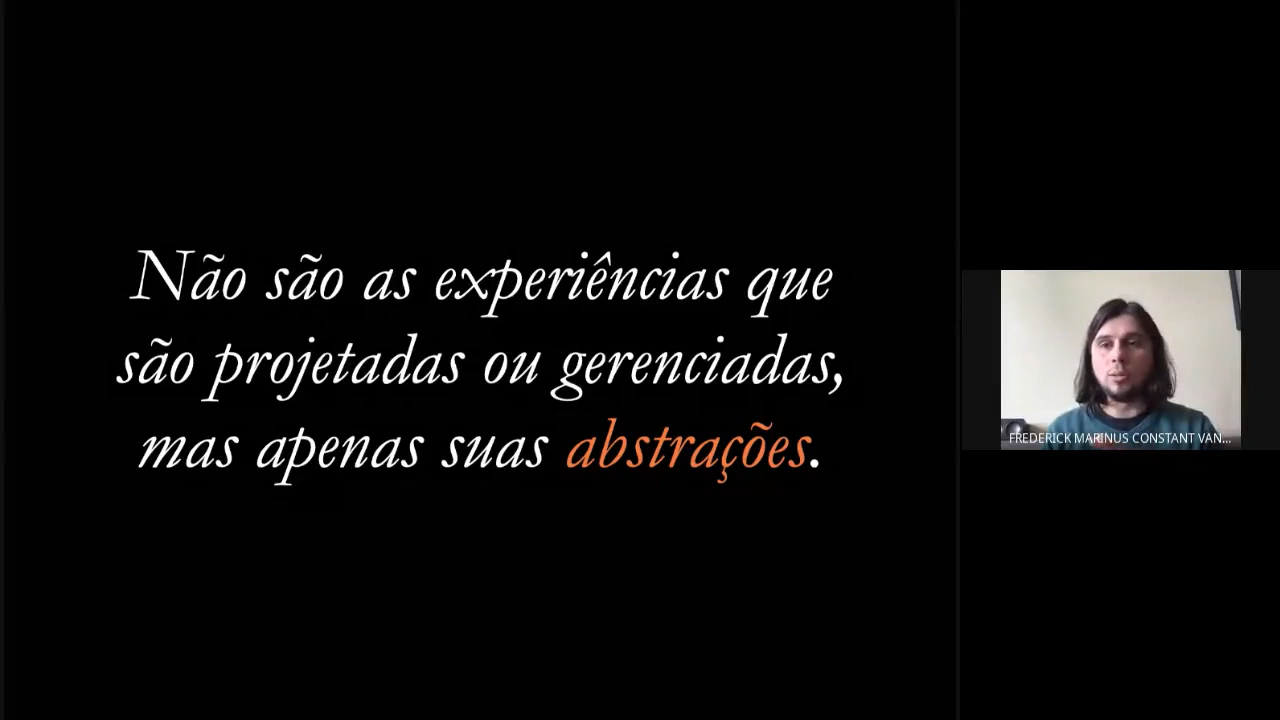 Não são as experiências que
são projetadas ou gerenciadas,
mas apenas suas abstrações.
FREDERICK MARINUS CONSTANT VAN...